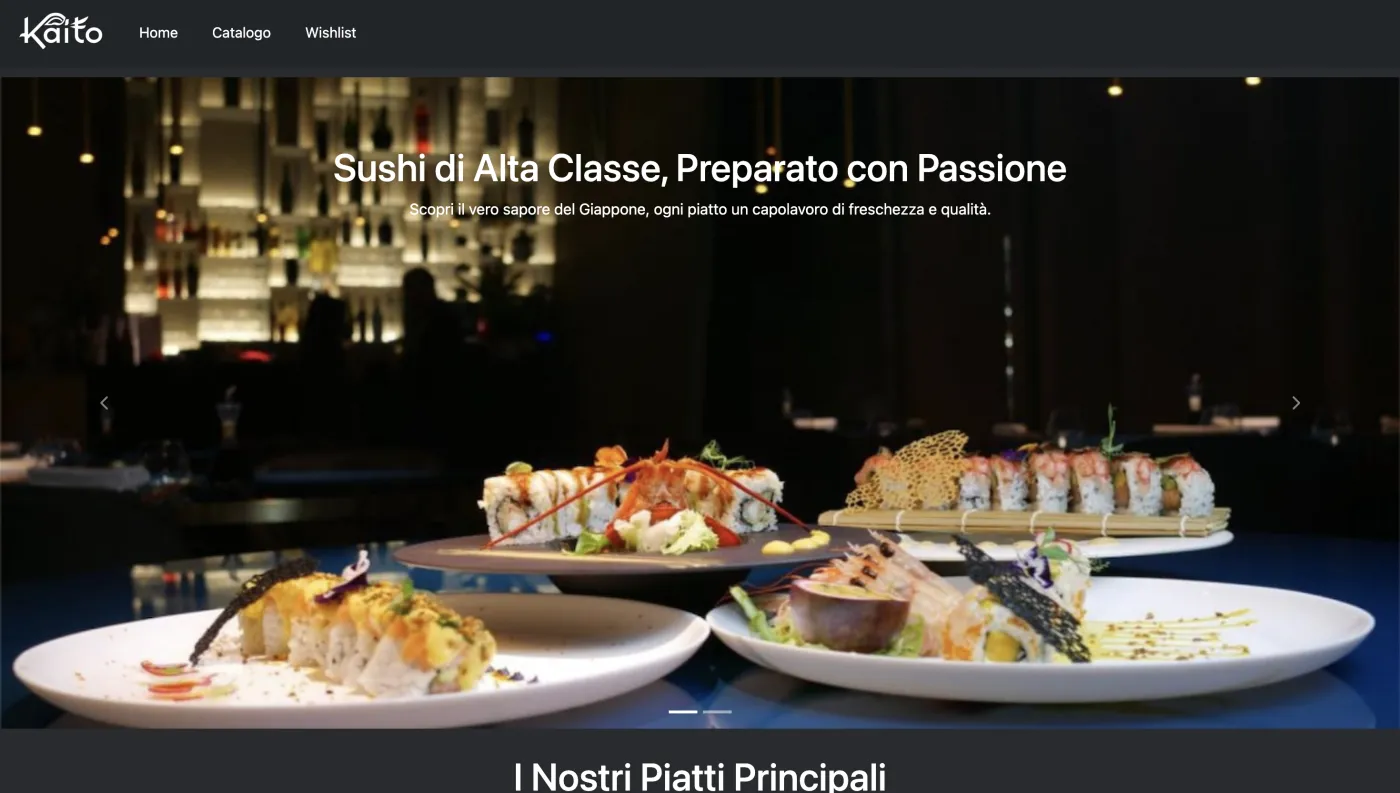 Kaito
Home
Catalogo
Wishlist
Sushi di Alta Classe, Preparato con Passione
Scopri il vero sapore del Giappone, ogni piatto un capolavoro di freschezza e qualità.
I Nostri Piatti Principali